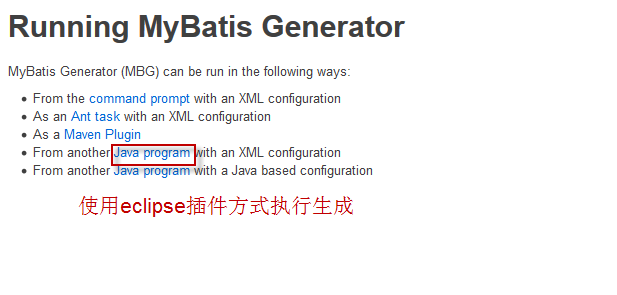 Running MyBatis Generator
MyBatis Generator (MBG) can be run in the following ways:
From the command prompt with an XML configuration
As an Ant task with an XML configuration
As a Maven Plugin
From another Java program with an XML configuration
From another Java program with a Java based configuration
使用eclipse插件方式执行生成